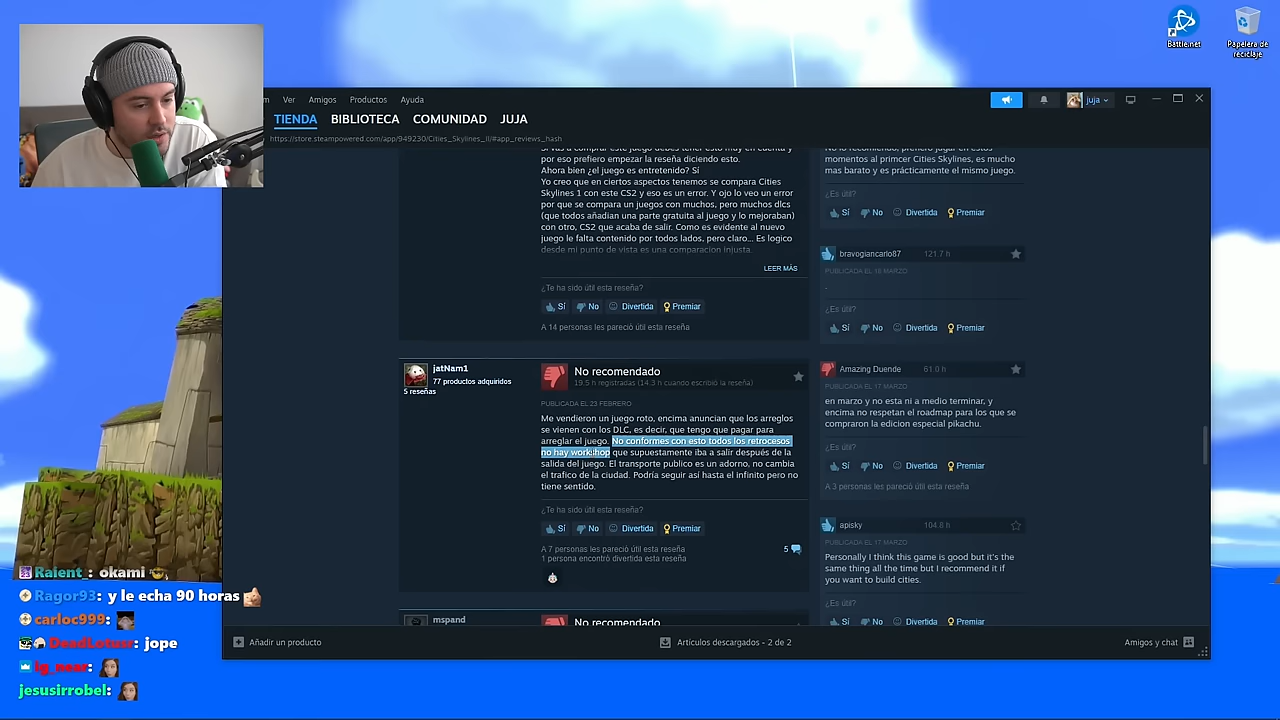 Battle.net
Papelera de
reciclaje
Ver
Amigos
Productos
Ayuda
juja
TIENDA
BIBLIOTECA
COMUNIDAD
JUJA
https://store.steampowered.com/app/949230/Cities_Skylines_II/#app_reviews_hash
por eso prefiero empezar la reseña diciendo esto.
Ahora bien ¿el juego es entretenido? Sí
Yo creo que en ciertos aspectos tenemos se compara Cities
Skylines 1 con este CS2 y eso es un error. Y ojo lo veo un error
por que se compara un juegos con muchos, pero muchos dlcs
(que todos añadian una parte gratuita al juego y lo mejoraban)
con otro, CS2 que acaba de salir. Como es evidente al nuevo
juego le falta contenido por todos lados, pero claro... Es logico
desde mi punto de vista es una comparacion injusta.
LEER MÁS
¿Te ha sido útil esta reseña?
Sí
No
Divertida
Premiar
A 14 personas les pareció útil esta reseña
jatNam1
77 productos adquiridos
5 reseñas
No recomendado
19.5 h registradas (14.3 h cuando escribió la reseña)
PUBLICADA EL 23 FEBRERO
Me vendieron un juego roto, encima anuncian que los arreglos
se vienen con los DLC, es decir, que tengo que pagar para
arreglar el juego. No conformes con esto todos los retrocesos
no hay workshop que supuestamente iba a salir después de la
salida del juego. El transporte publico es un adorno, no cambia
el trafico de la ciudad. Podría seguir así hasta el infinito pero no
tiene sentido.
¿Te ha sido útil esta reseña?
Sí
No
Divertida
Premiar
A 7 personas les pareció útil esta reseña
1 persona encontró divertida esta reseña
5
mspand
No recomendado
momentos al primcer Cities Skylines, es mucho
mas barato y es prácticamente el mismo juego.
¿Es útil?
Sí
No
Divertida
Premiar
bravogiancarlo87
121.7 h
PUBLICADA EL 18 MARZO
.
¿Es útil?
Sí
No
Divertida
Premiar
Amazing Duende
61.0 h
PUBLICADA EL 17 MARZO
en marzo y no esta ni a medio terminar, y
encima no respetan el roadmap para los que se
compraron la edicion especial pikachu.
¿Es útil?
Sí
No
Divertida
Premiar
A 3 personas les pareció útil esta reseña
apisky
104.8 h
PUBLICADA EL 17 MARZO
Personally I think this game is good but it's the
same thing all the time but I recommend it if
you want to build cities.
¿Es útil?
Sí
No
Divertida
Premiar
Añadir un producto
Artículos descargados - 2 de 2
Amigos y chat
Raient_: okami
Ragor93: y le echa 90 horas
carloc999:
DeedLotusr: jope
ig_naar:
jesusirrobel: